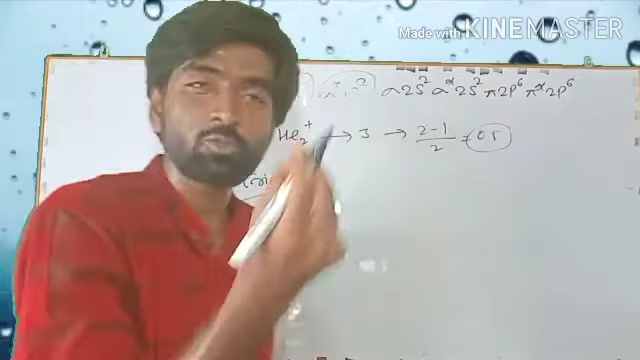 Made with KINEMASTER
σ2S² σ*2S² π2P⁶ π*2P⁶
He₂⁺ → 3 → 2-1/2 = 0.5